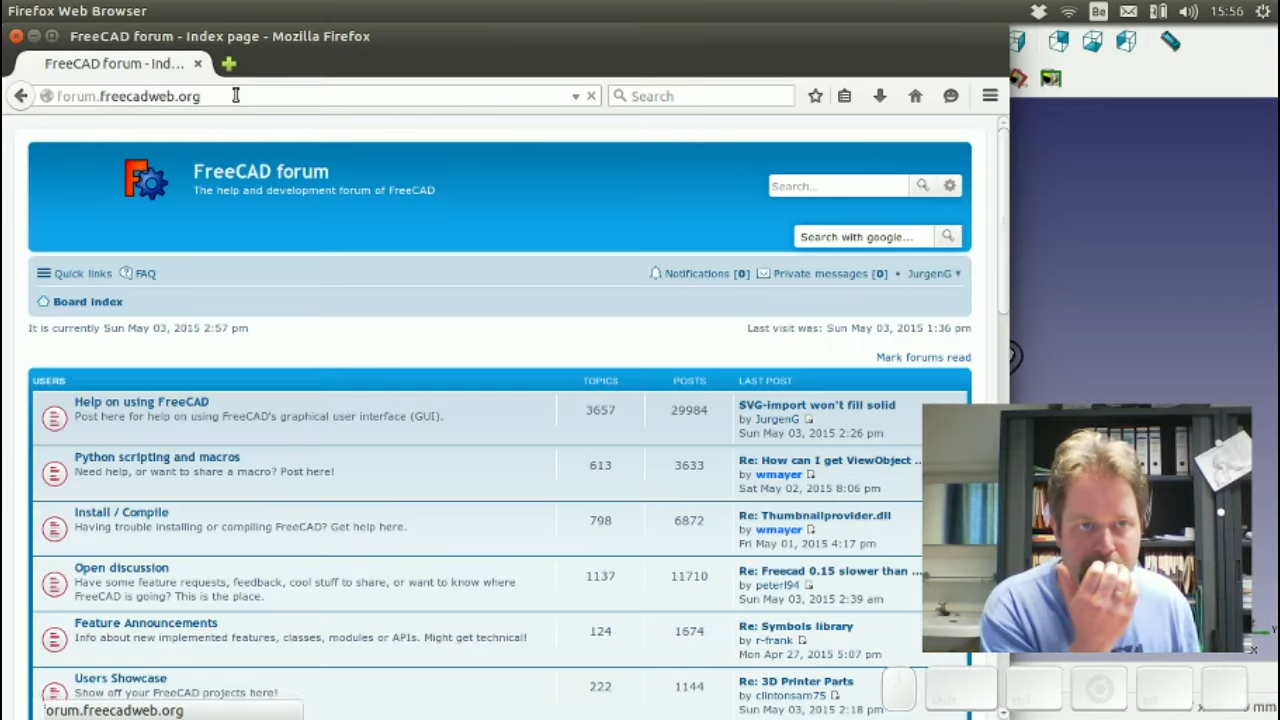 Firefox Web Browser
Be
15:56
FreeCAD forum - Index page - Mozilla Firefox
FreeCAD forum - Ind...
forum.freecadweb.org
Search
FreeCAD forum
The help and development forum of FreeCAD
Search...
Search with google...
Quick links
FAQ
Notifications [0]
Private messages [0]
JurgenG
Board index
It is currently Sun May 03, 2015 2:57 pm
Last visit was: Sun May 03, 2015 1:36 pm
Mark forums read
USERS
TOPICS
POSTS
LAST POST
Help on using FreeCAD
Post here for help on using FreeCAD's graphical user interface (GUI).
3657
29984
SVG-import won't fill solid
by JurgenG
Sun May 03, 2015 2:26 pm
Python scripting and macros
Need help, or want to share a macro? Post here!
613
3633
Re: How can I get ViewObject ...
by wmayer
Sat May 02, 2015 8:06 pm
Install / Compile
Having trouble installing or compiling FreeCAD? Get help here.
798
6872
Re: Thumbnailprovider.dll
by wmayer
Fri May 01, 2015 4:17 pm
Open discussion
Have some feature requests, feedback, cool stuff to share, or want to know where
FreeCAD is going? This is the place.
1137
11710
Re: Freecad 0.15 slower than ...
by peterl94
Sun May 03, 2015 2:39 am
Feature Announcements
Info about new implemented features, classes, modules or APIs. Might get technical!
124
1674
Re: Symbols library
by r-frank
Mon Apr 27, 2015 5:07 pm
Users Showcase
Show off your FreeCAD projects here!
222
1144
Re: 3D Printer Parts
by clintonsam75
Sun May 03, 2015 2:18 pm
orum.freecadweb.org
shift
ctrl
alt
mm